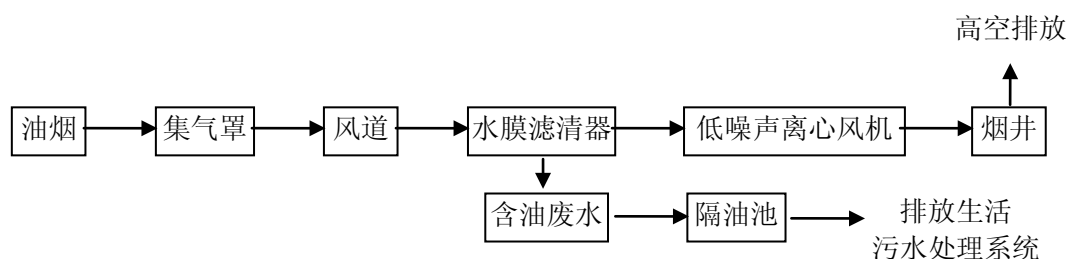 高空排放
油烟
集气罩
风道
水膜滤清器
低噪声离心风机
烟井
含油废水
隔油池
排放生活
污水处理系统